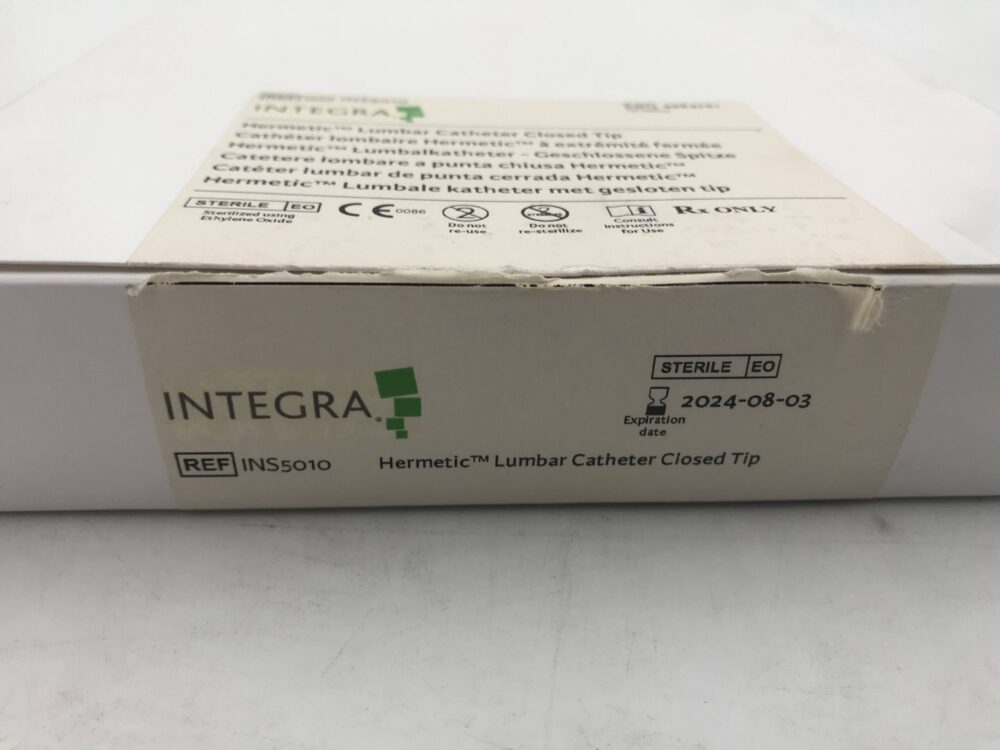 INTEGRA
Hermetic™ Lumbar Catheter Closed Tip
Cathéter lombaire Hermetic™ à extrémité fermée
Hermetic™ Lumbalkatheter - Geschlossene Spitze
Catetere lombare a punta chiusa Hermetic™
Catéter lumbar de punta cerrada Hermetic™
Hermetic™ Lumbale katheter met gesloten tip
STERILE EO
Sterilized using
Ethylene Oxide
CE 0086
Do not
re-use
Do not
re-sterilize
Consult
Instructions
For Use
Rx ONLY
INTEGRA®
STERILE EO
2024-08-03
Expiration
date
REF INS5010
Hermetic™ Lumbar Catheter Closed Tip